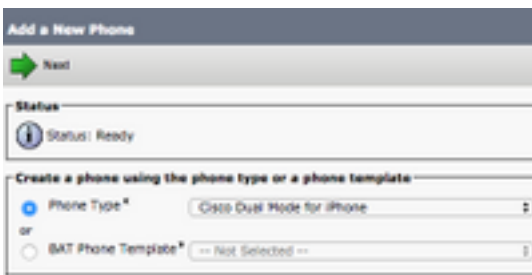 Add a New Phone
Next
Status
Status: Ready
Create a phone using the phone type or a phone template
Phone Type* Cisco Dual Mode for iPhone
or
BAT Phone Template* -- Not Selected --